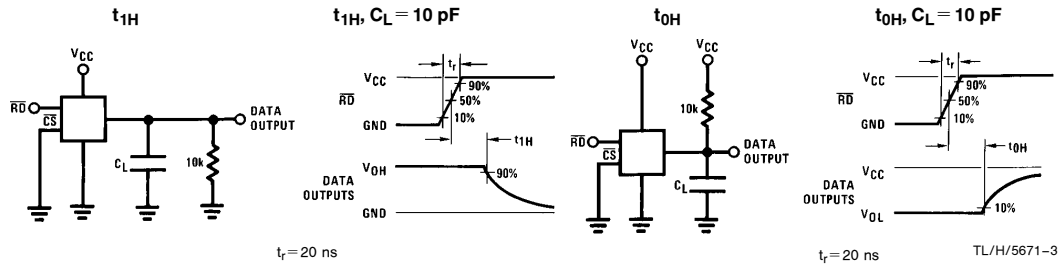 t1H
VCC
RD
CS
DATA
OUTPUT
CL
10k
t1H, CL = 10 pF
tr
VCC
90%
RD
50%
10%
GND
t1H
VOH
90%
DATA
OUTPUTS
GND
tr = 20 ns
t0H
VCC
VCC
10k
RD
CS
DATA
OUTPUT
CL
t0H, CL = 10 pF
tr
VCC
90%
RD
50%
10%
GND
t0H
VCC
DATA
OUTPUTS
10%
VOL
tr = 20 ns
TL/H/5671–3